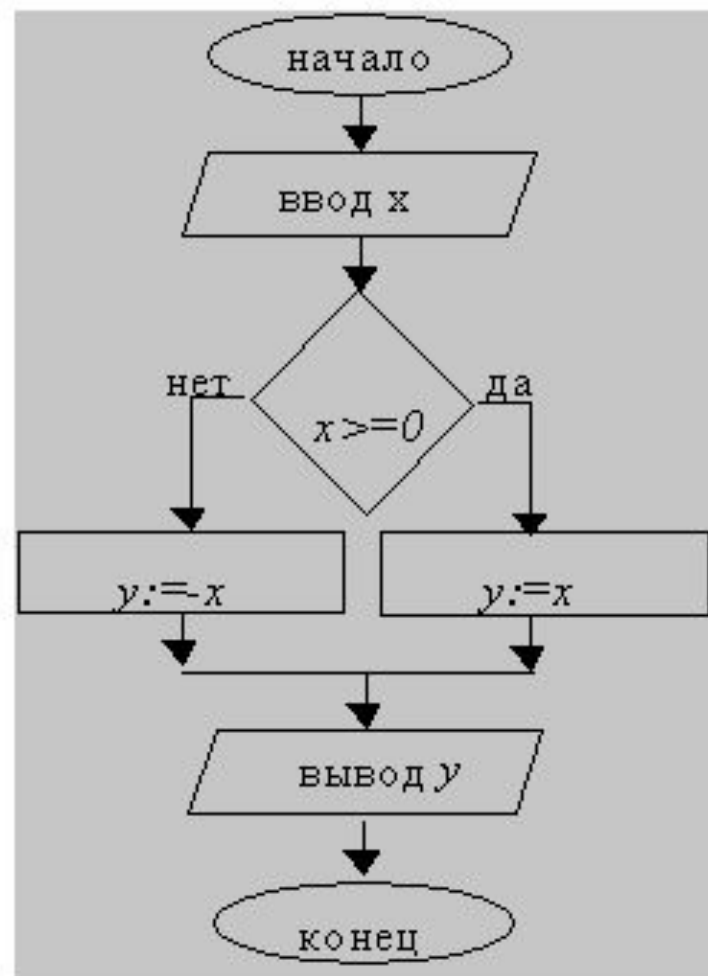 начало
ввод x
нет
да
x>=0
y:=-x
y:=x
вывод y
конец